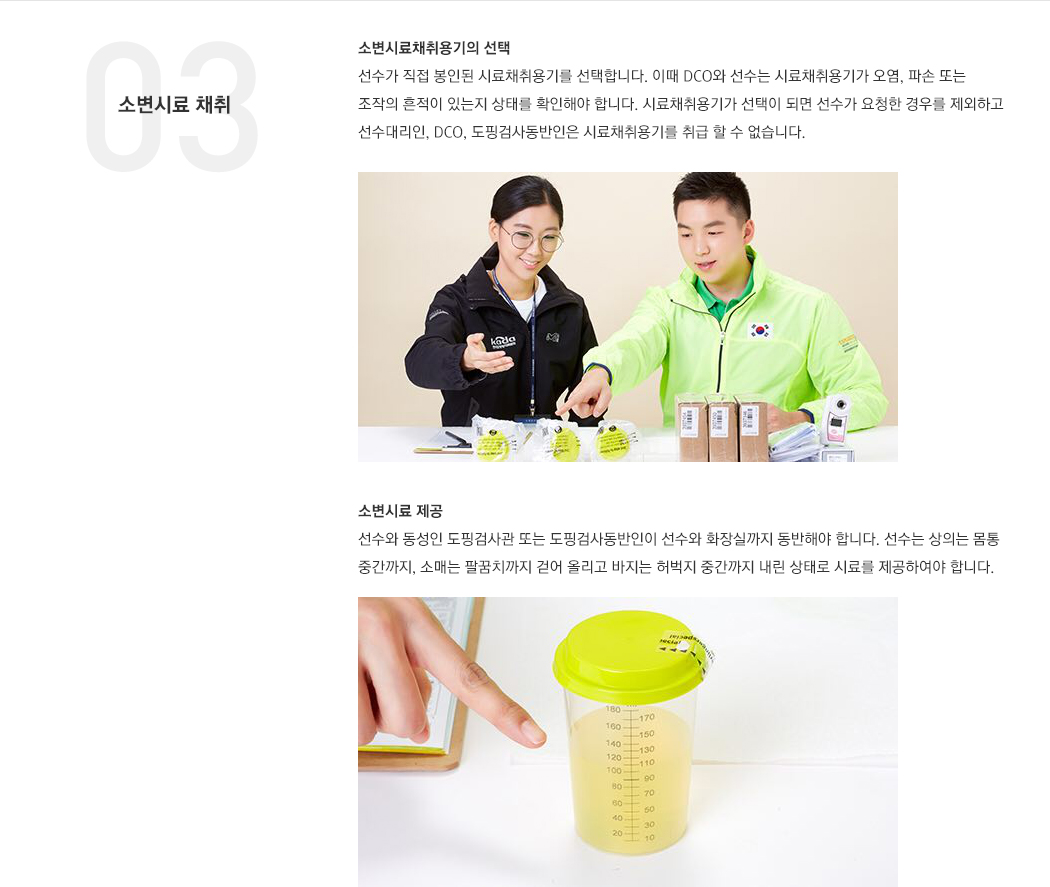 03
소변시료 채취
소변시료채취용기의 선택
선수가 직접 봉인된 시료채취용기를 선택합니다. 이때 DCO와 선수는 시료채취용기가 오염, 파손 또는
조작의 흔적이 있는지 상태를 확인해야 합니다. 시료채취용기가 선택이 되면 선수가 요청한 경우를 제외하고
선수대리인, DCO, 도핑검사동반인은 시료채취용기를 취급 할 수 없습니다.
kada
소변시료 제공
선수와 동성인 도핑검사관 또는 도핑검사동반인이 선수와 화장실까지 동반해야 합니다. 선수는 상의는 몸통
중간까지, 소매는 팔꿈치까지 걷어 올리고 바지는 허벅지 중간까지 내린 상태로 시료를 제공하여야 합니다.
180
170
160
150
140
130
120
110
100
90
80
70
60
50
40
30
20
10